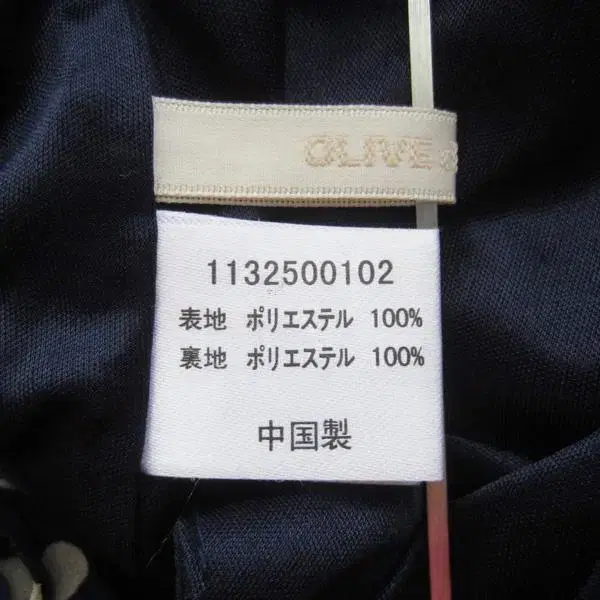 OLIVE
1132500102
表地 ポリエステル 100%
裏地 ポリエステル 100%
中国製